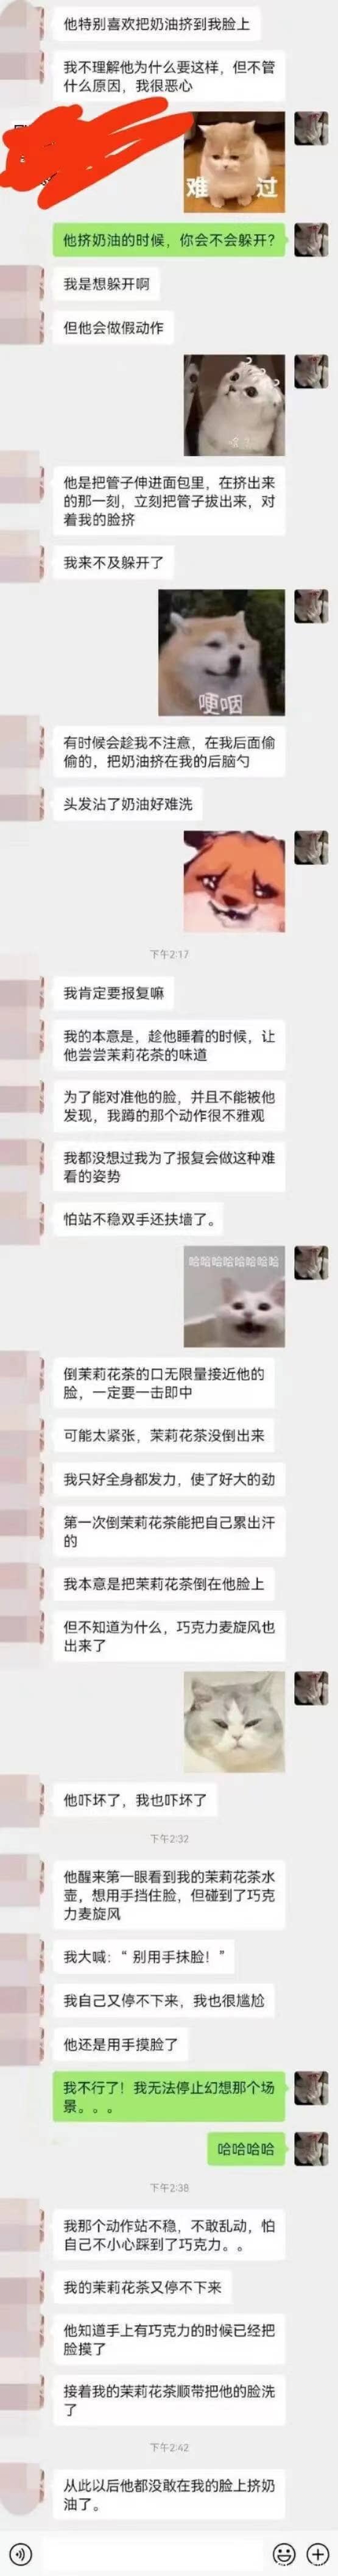 他特别喜欢把奶油挤到我脸上
我不理解他为什么要这样，但不管
什么原因，我很恶心
难 过
他挤奶油的时候，你会不会躲开？
我是想躲开啊
但他会做假动作
他是把管子伸进面包里，在挤出来
的那一刻，立刻把管子拔出来，对
着我的脸挤
我来不及躲开了
哽咽
有时候会趁我不注意，在我后面偷
偷的，把奶油挤在我的后脑勺
头发沾了奶油好难洗
下午2:17
我肯定要报复嘛
我的本意是，趁他睡着的时候，让
他尝尝茉莉花茶的味道
为了能对准他的脸，并且不能被他
发现，我蹲的那个动作很不雅观
我都没想过我为了报复会做这种难
看的姿势
怕站不稳双手还扶墙了。
哈哈哈哈哈哈哈哈
倒茉莉花茶的口无限量接近他的
脸，一定要一击即中
可能太紧张，茉莉花茶没倒出来
我只好全身都发力，使了好大的劲
第一次倒茉莉花茶能把自己累出汗
的
我本意是把茉莉花茶倒在他脸上
但不知道为什么，巧克力麦旋风也
出来了
他吓坏了，我也吓坏了
下午2:32
他醒来第一眼看到我的茉莉花茶水
壶，想用手挡住脸，但碰到了巧克
力麦旋风
我大喊：“别用手抹脸！”
我自己又停不下来，我也很尴尬
他还是用手摸脸了
我不行了！我无法停止幻想那个场
景。。。
哈哈哈哈
下午2:38
我那个动作站不稳，不敢乱动，怕
自己不小心踩到了巧克力。。
我的茉莉花茶又停不下来
他知道手上有巧克力的时候已经把
脸摸了
接着我的茉莉花茶顺带把他的脸洗
了
下午2:42
从此以后他都没敢在我的脸上挤奶
油了。